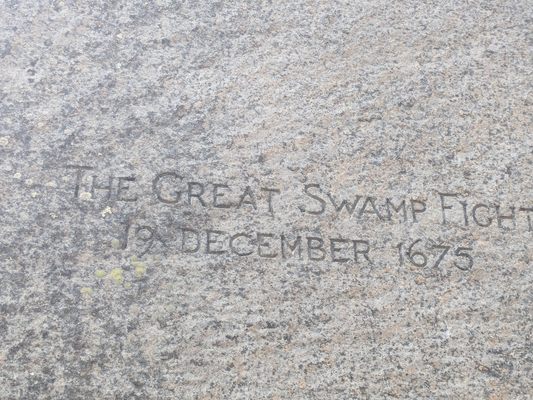 THE GREAT SWAMP FIGHT
19 DECEMBER 1675